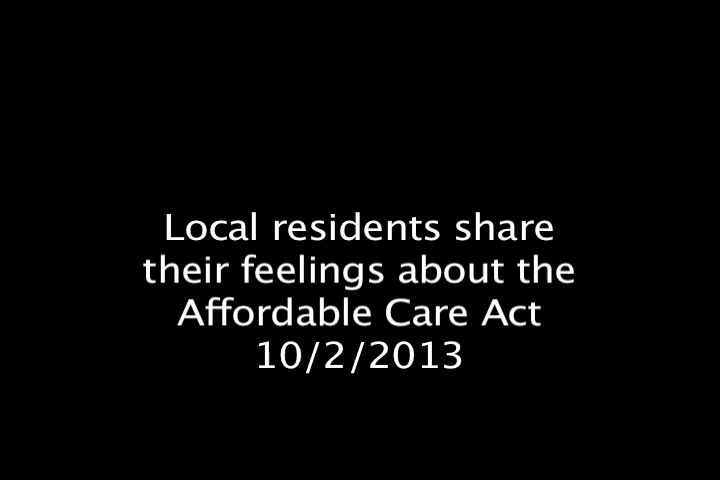 Local residents share
their feelings about the
Affordable Care Act
10/2/2013